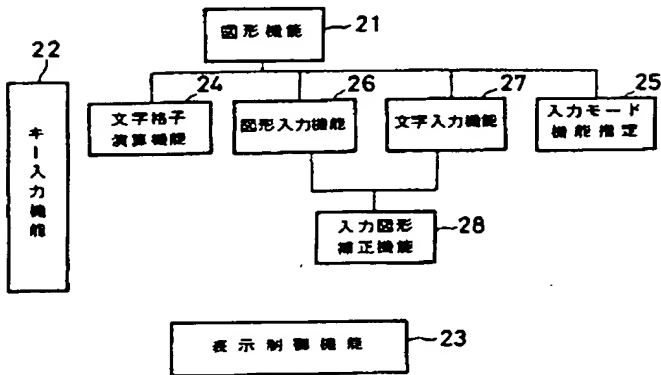 図形機能
21
22
キー入力機能
24
文字格子
演算機能
26
図形入力機能
27
文字入力機能
25
入力モード
機能指定
入力図形
補正機能
28
表示制御機能
23